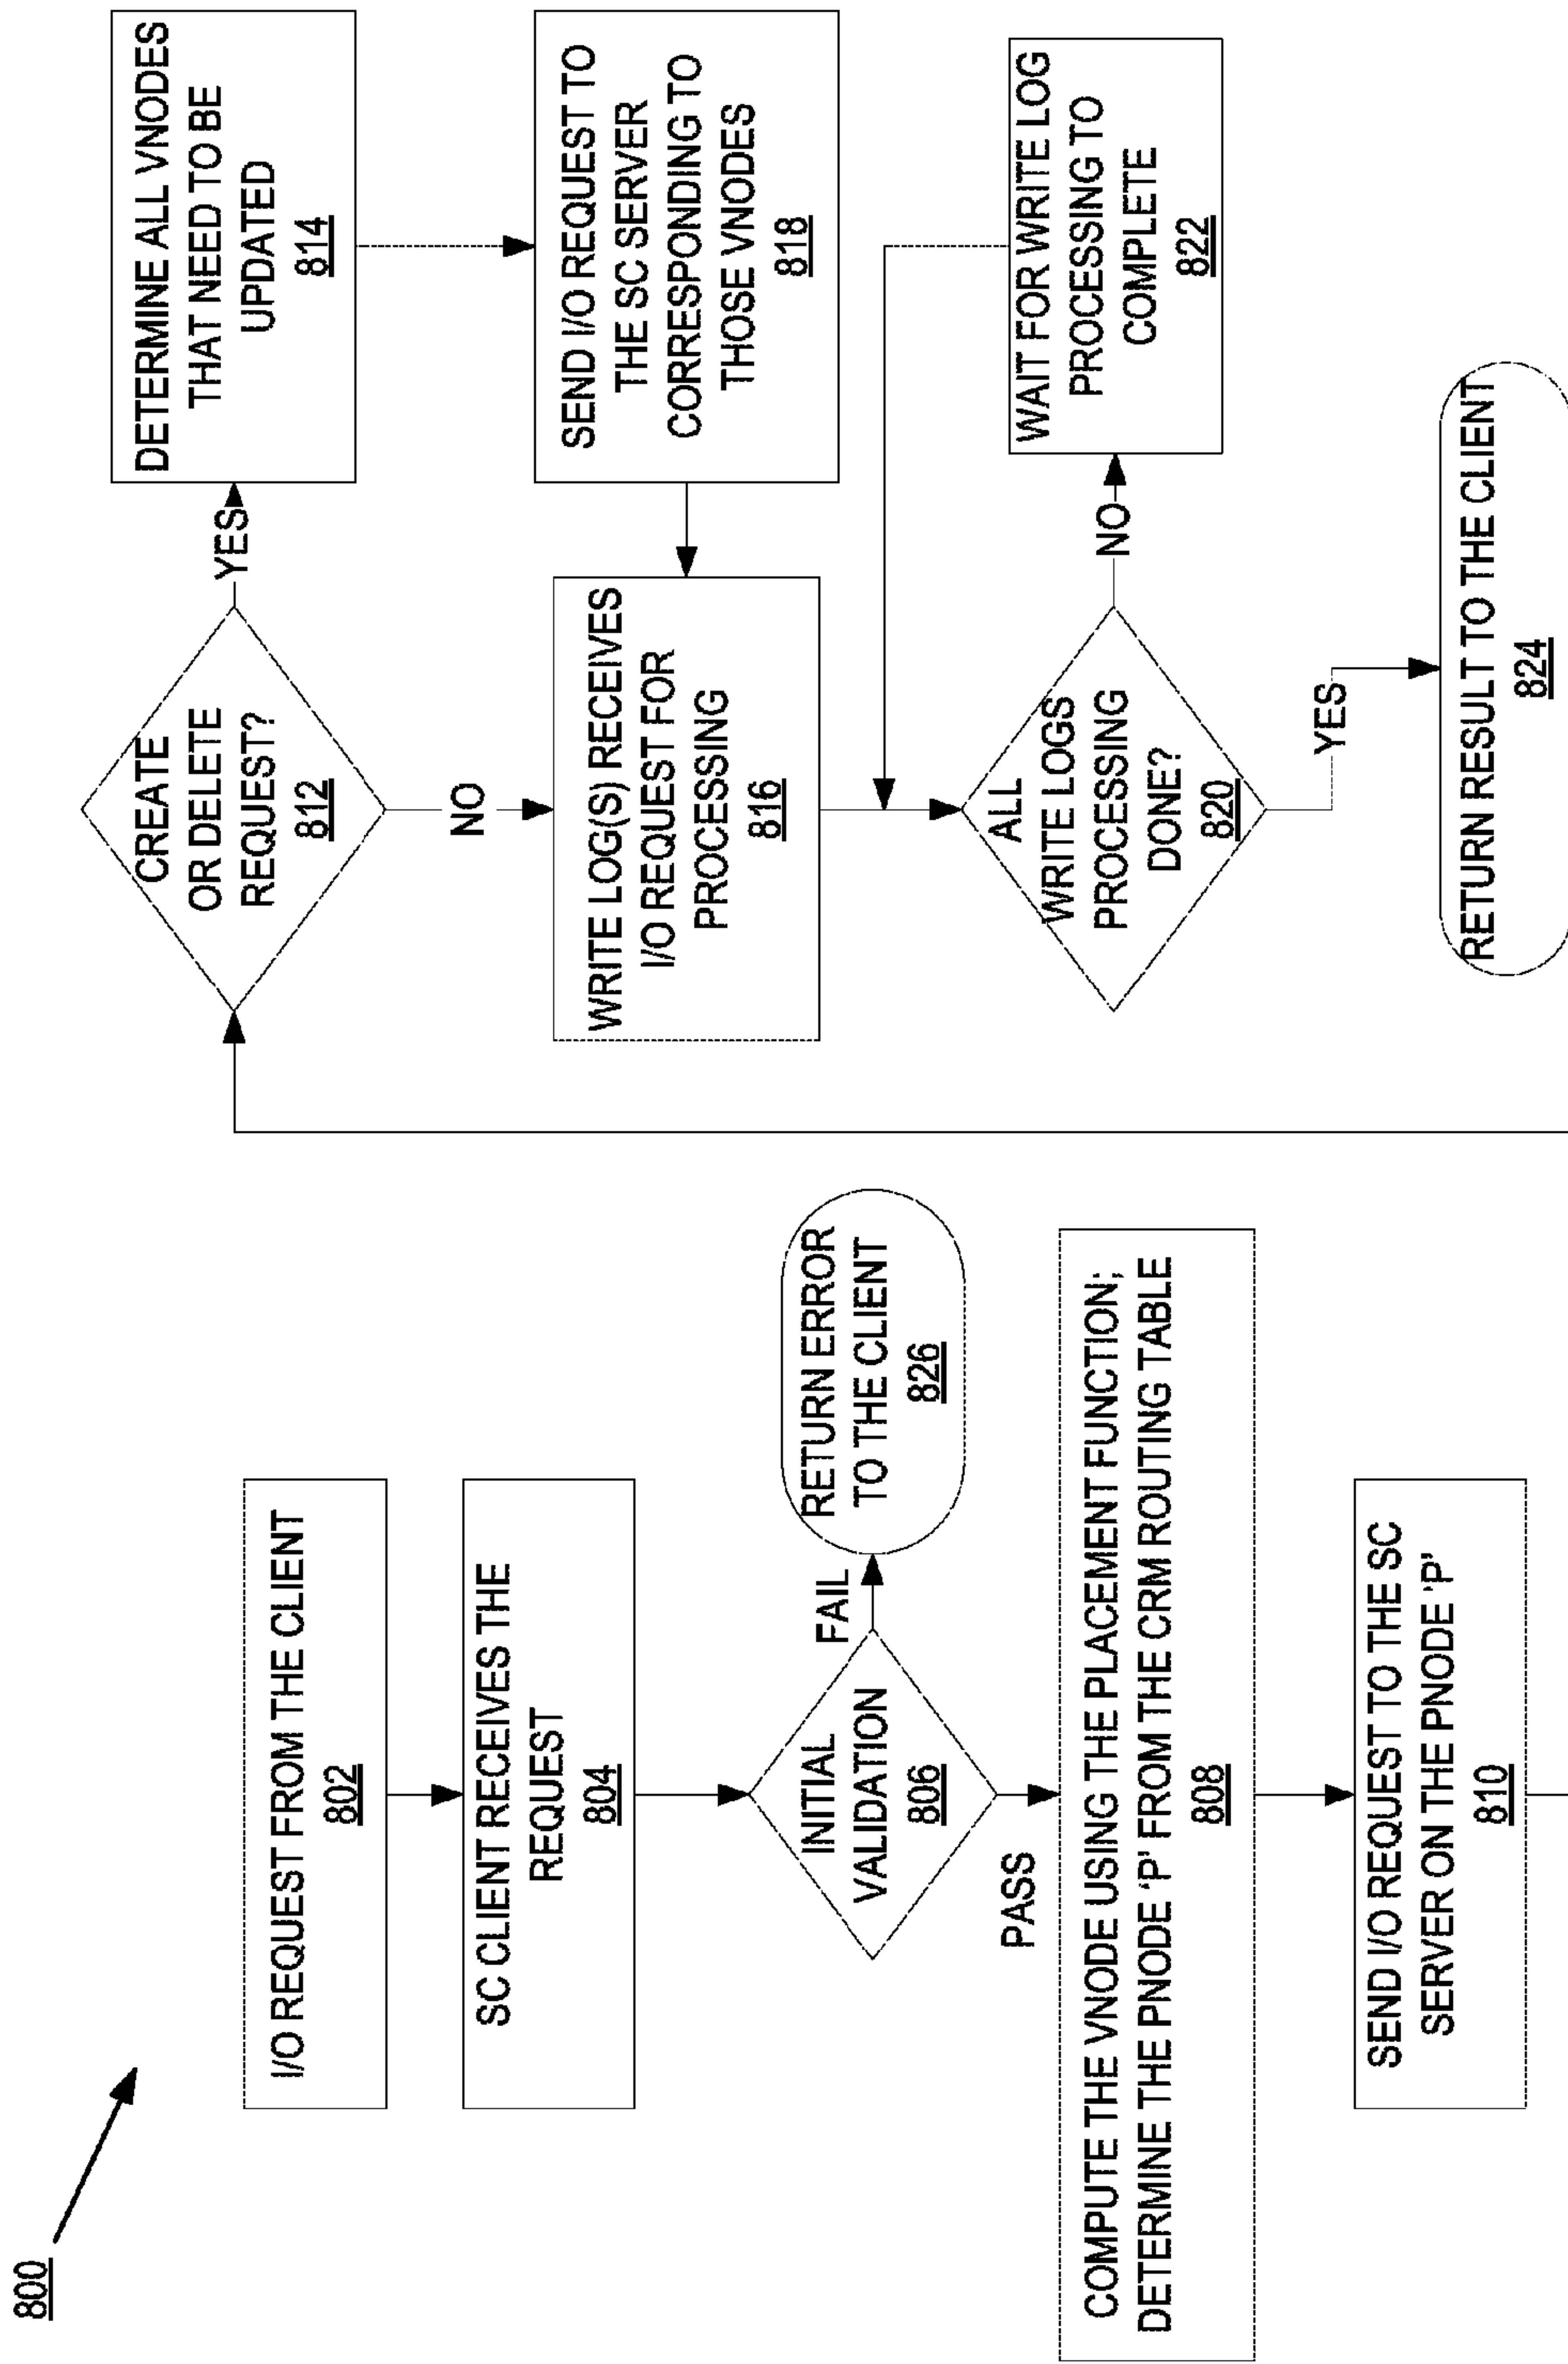 800
I/O REQUEST FROM THE CLIENT
802
SC CLIENT RECEIVES THE
REQUEST
804
INITIAL
VALIDATION
806
FAIL
RETURN ERROR
TO THE CLIENT
826
PASS
COMPUTE THE VNODE USING THE PLACEMENT FUNCTION;
DETERMINE THE PNODE ‘P’ FROM THE CRM ROUTING TABLE
808
SEND I/O REQUEST TO THE SC
SERVER ON THE PNODE ‘P’
810
CREATE
OR DELETE
REQUEST?
812
YES
DETERMINE ALL VNODES
THAT NEED TO BE
UPDATED
814
NO
SEND I/O REQUEST TO
THE SC SERVER
CORRESPONDING TO
THOSE VNODES
818
WRITE LOG(S) RECEIVES
I/O REQUEST FOR
PROCESSING
816
ALL
WRITE LOGS
PROCESSING
DONE?
820
NO
WAIT FOR WRITE LOG
PROCESSING TO
COMPLETE
822
YES
RETURN RESULT TO THE CLIENT
824